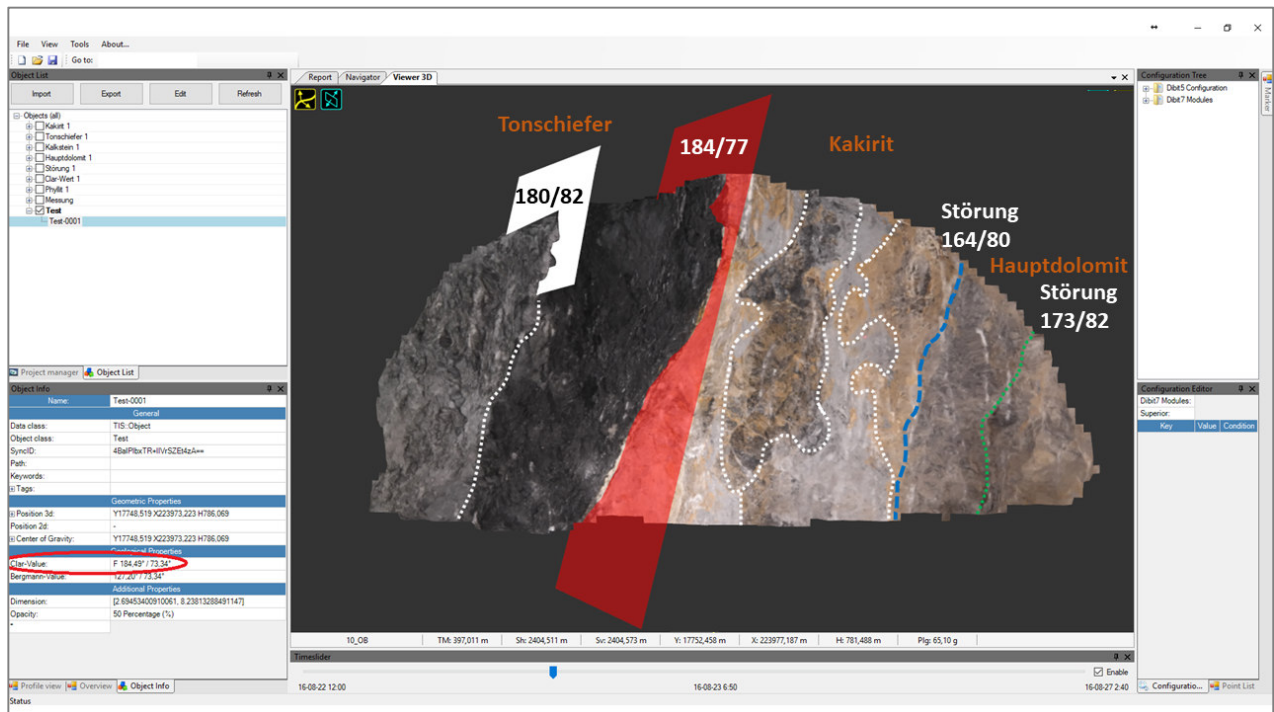 File View Tools About...
Go to:
Object List
Import Export Edit Refresh
Objects (all)
Kakirit 1
Tonschiefer 1
Kalkstein 1
Hauptdolomit 1
Störung 1
Clar-Wert 1
Phyllit 1
Messung
Test
Test-0001
Project manager Object List
Object Info
Name: Test-0001
General
Data class: TIS::Object
Object class: Test
SyncID:
Path:
Keywords:
Tags:
Geometric Properties
Position 3d: Y17748,519 X223973,223 H786,069
Position 2d: -
Center of Gravity: Y17748,519 X223973,223 H786,069
Geological Properties
Clar-Value: F 184,49° / 73,34°
Bergmann-Value: 127,20° / 73,34°
Additional Properties
Dimension: [2.69453400910061, 8.23813288491147]
Opacity: 50 Percentage (%)
*
Profile view Overview Object Info
Status
Report Navigator Viewer 3D
Tonschiefer
184/77
Kakirit
180/82
Störung
164/80
Hauptdolomit
Störung
173/82
10_OB TM: 397,011 m Sh: 2404,511 m Sv: 2404,573 m Y: 17752,458 m X: 223977,187 m H: 781,488 m Plg: 65,10 g
Timeslider
Enable
16-08-22 12:00 16-08-23 6:50 16-08-27 2:40
Configuration Tree
Dibit5 Configuration
Dibit7 Modules
Marker
Configuration Editor
Dibit7 Modules:
Superior:
Key Value Condition
Configuratio... Point List